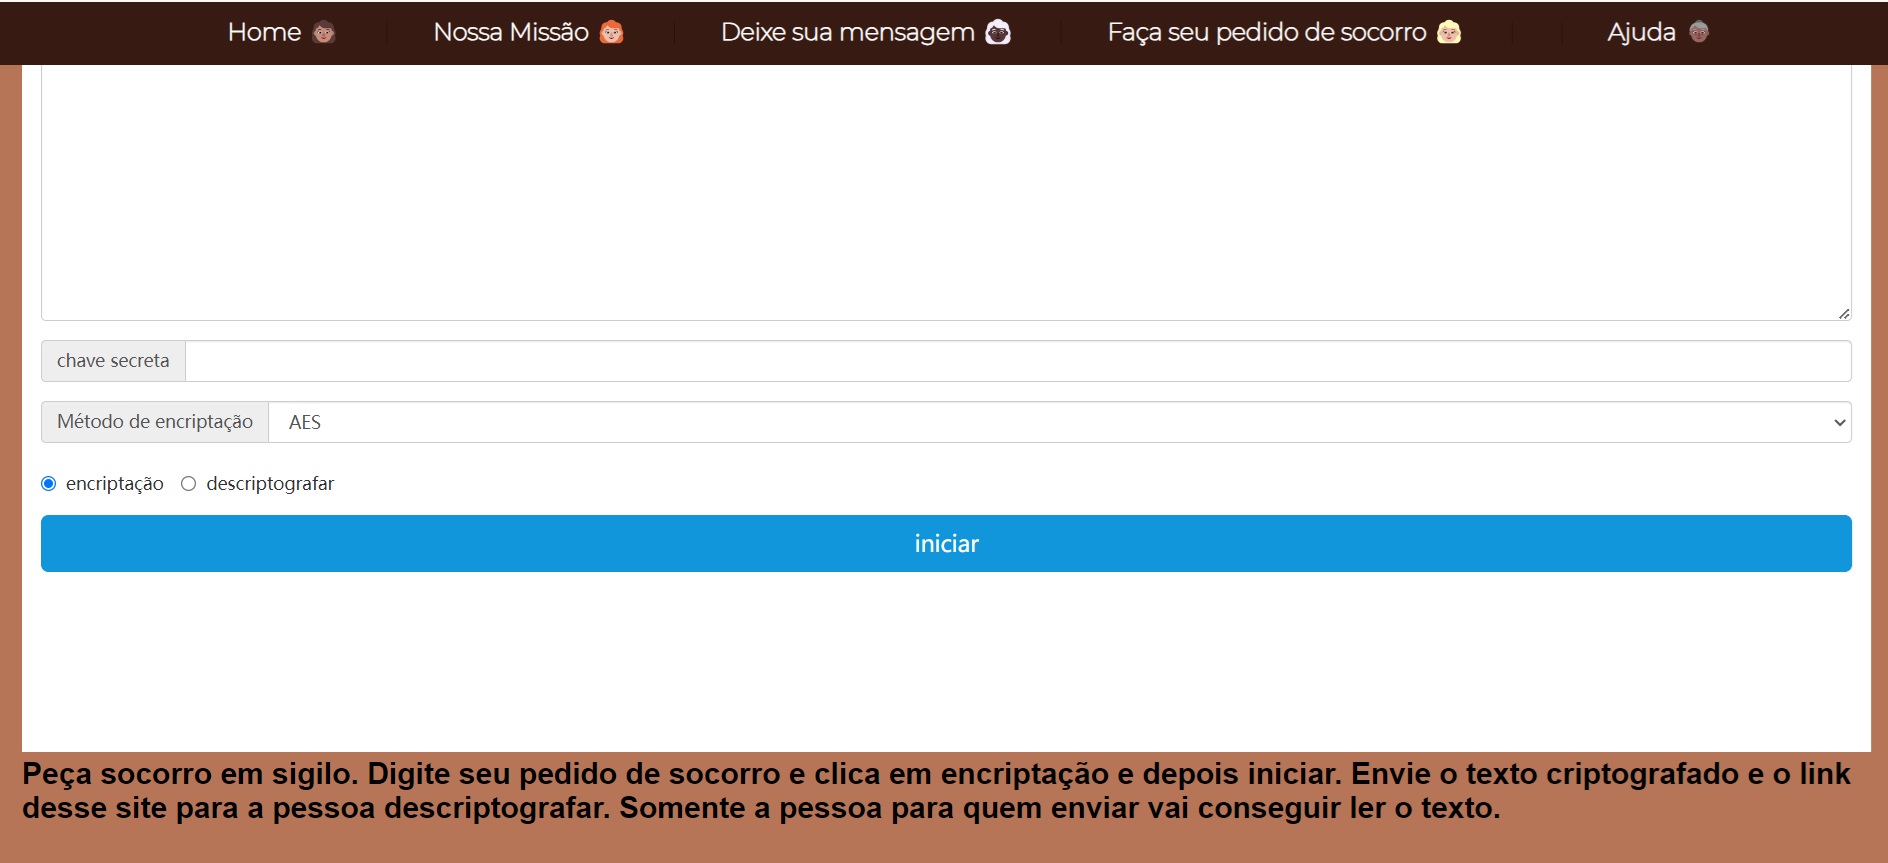 Home Nossa Missão Deixe sua mensagem Faça seu pedido de socorro Ajuda
chave secreta
Método de encriptação AES
encriptação descriptografar
iniciar
Peça socorro em sigilo. Digite seu pedido de socorro e clica em encriptação e depois iniciar. Envie o texto criptografado e o link
desse site para a pessoa descriptografar. Somente a pessoa para quem enviar vai conseguir ler o texto.